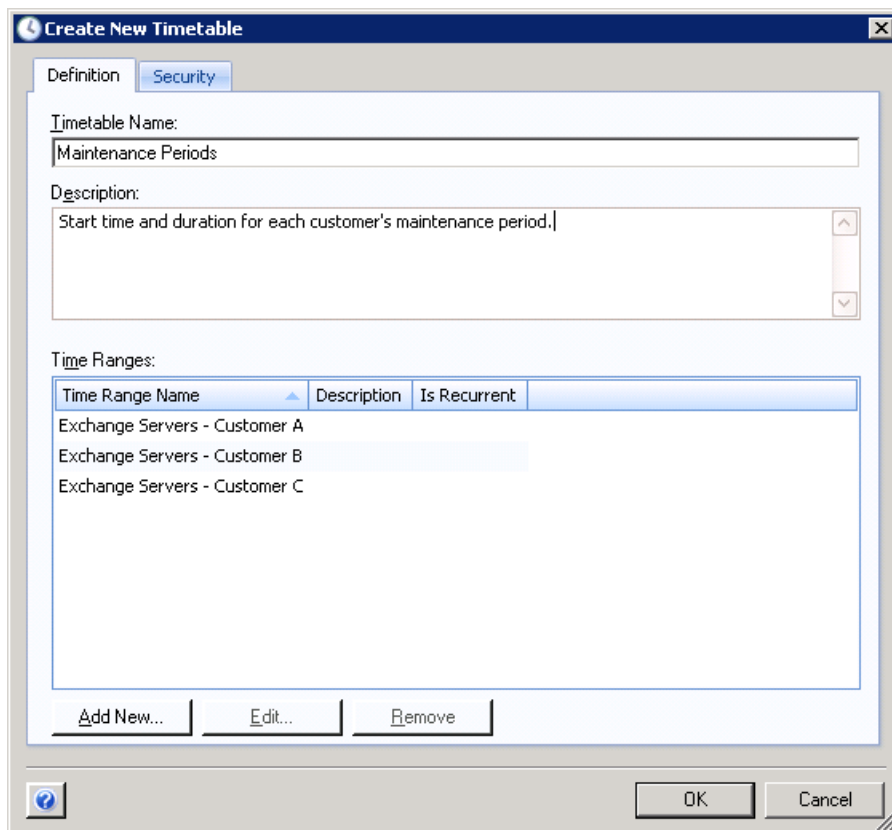 Create New Timetable
Definition Security
Timetable Name:
Maintenance Periods
Description:
Start time and duration for each customer's maintenance period.
Time Ranges:
Time Range Name Description Is Recurrent
Exchange Servers - Customer A
Exchange Servers - Customer B
Exchange Servers - Customer C
Add New... Edit... Remove
OK Cancel